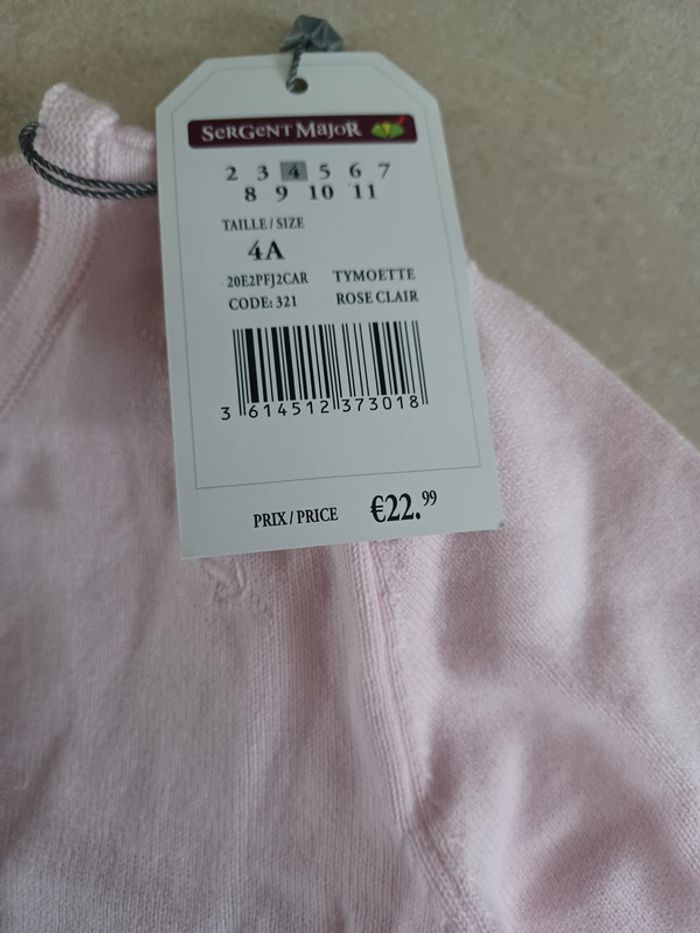 SERGENT MAJOR
2 3 4 5 6 7
8 9 10 11
TAILLE / SIZE
4A
20E2PFJ2CAR TYMOETTE
CODE: 321 ROSE CLAIR
3 614512 373018
PRIX / PRICE €22.99